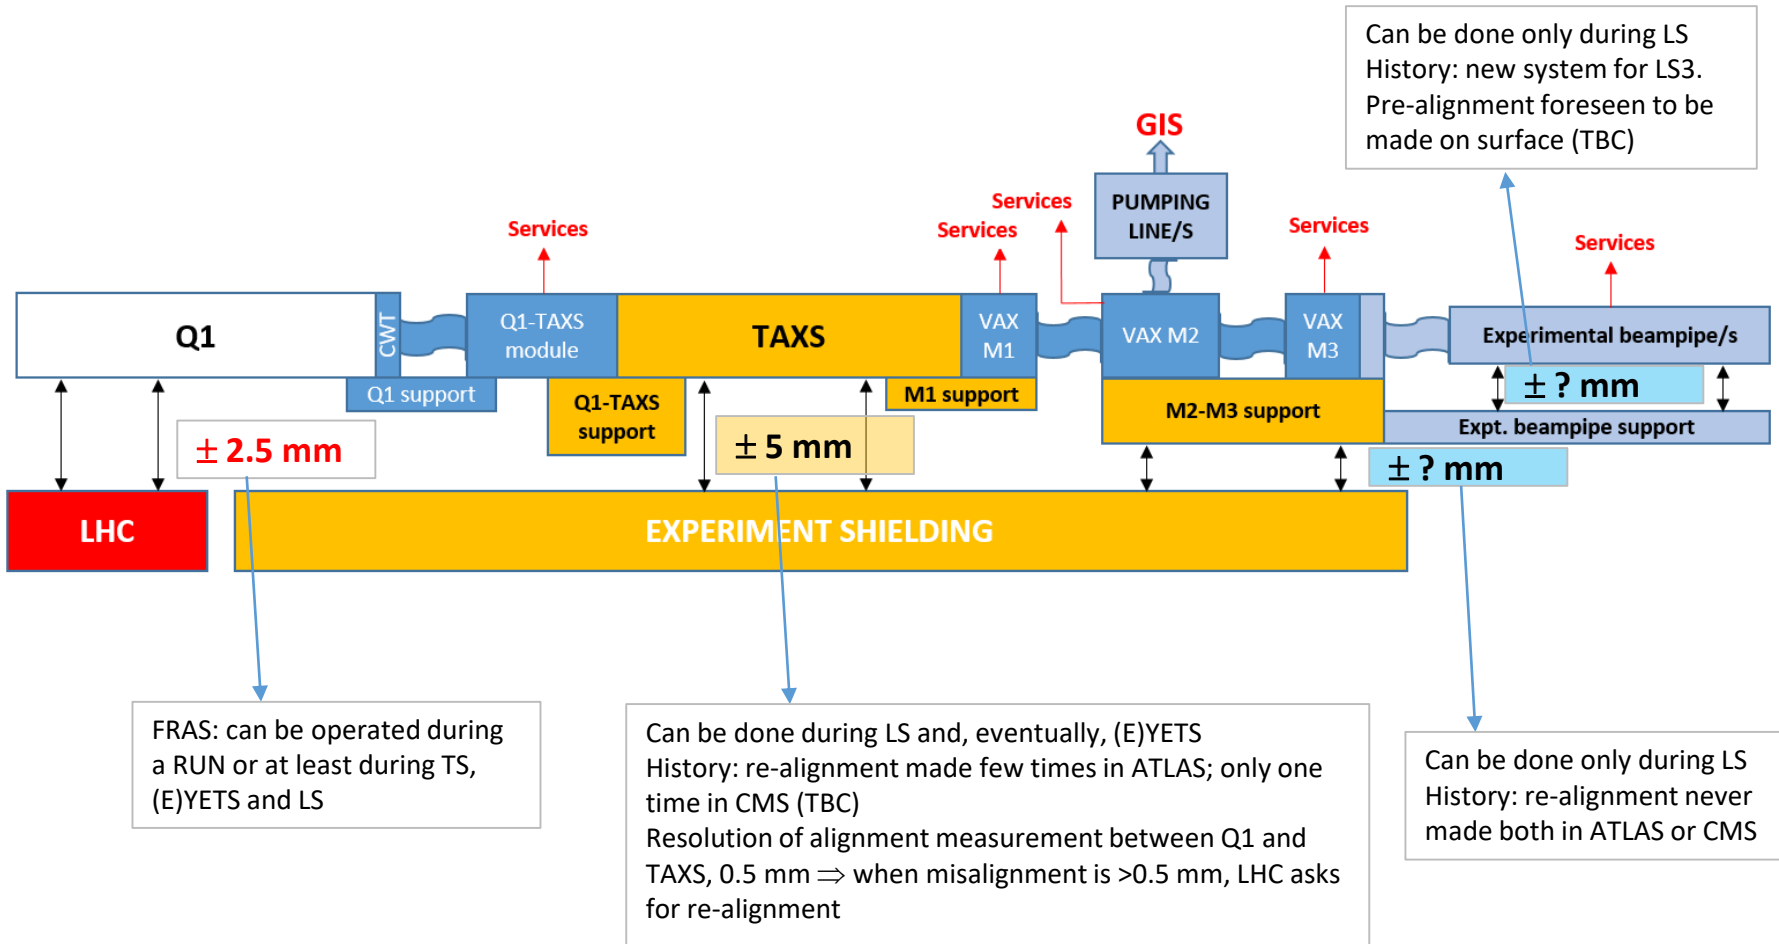 Can be done only during LS
History: new system for LS3.
Pre-alignment foreseen to be
made on surface (TBC)
GIS
PUMPING
LINE/S
Services
Services
Services
Services
Services
Q1
CWT
Q1-TAXS
module
TAXS
VAX
M1
VAX M2
VAX
M3
Experimental beampipe/s
Q1 support
Q1-TAXS
support
M1 support
M2-M3 support
± ? mm
Expt. beampipe support
± 2.5 mm
± 5 mm
± ? mm
LHC
EXPERIMENT SHIELDING
FRAS: can be operated during
a RUN or at least during TS,
(E)YETS and LS
Can be done during LS and, eventually, (E)YETS
History: re-alignment made few times in ATLAS; only one
time in CMS (TBC)
Resolution of alignment measurement between Q1 and
TAXS, 0.5 mm ⇒ when misalignment is >0.5 mm, LHC asks
for re-alignment
Can be done only during LS
History: re-alignment never
made both in ATLAS or CMS